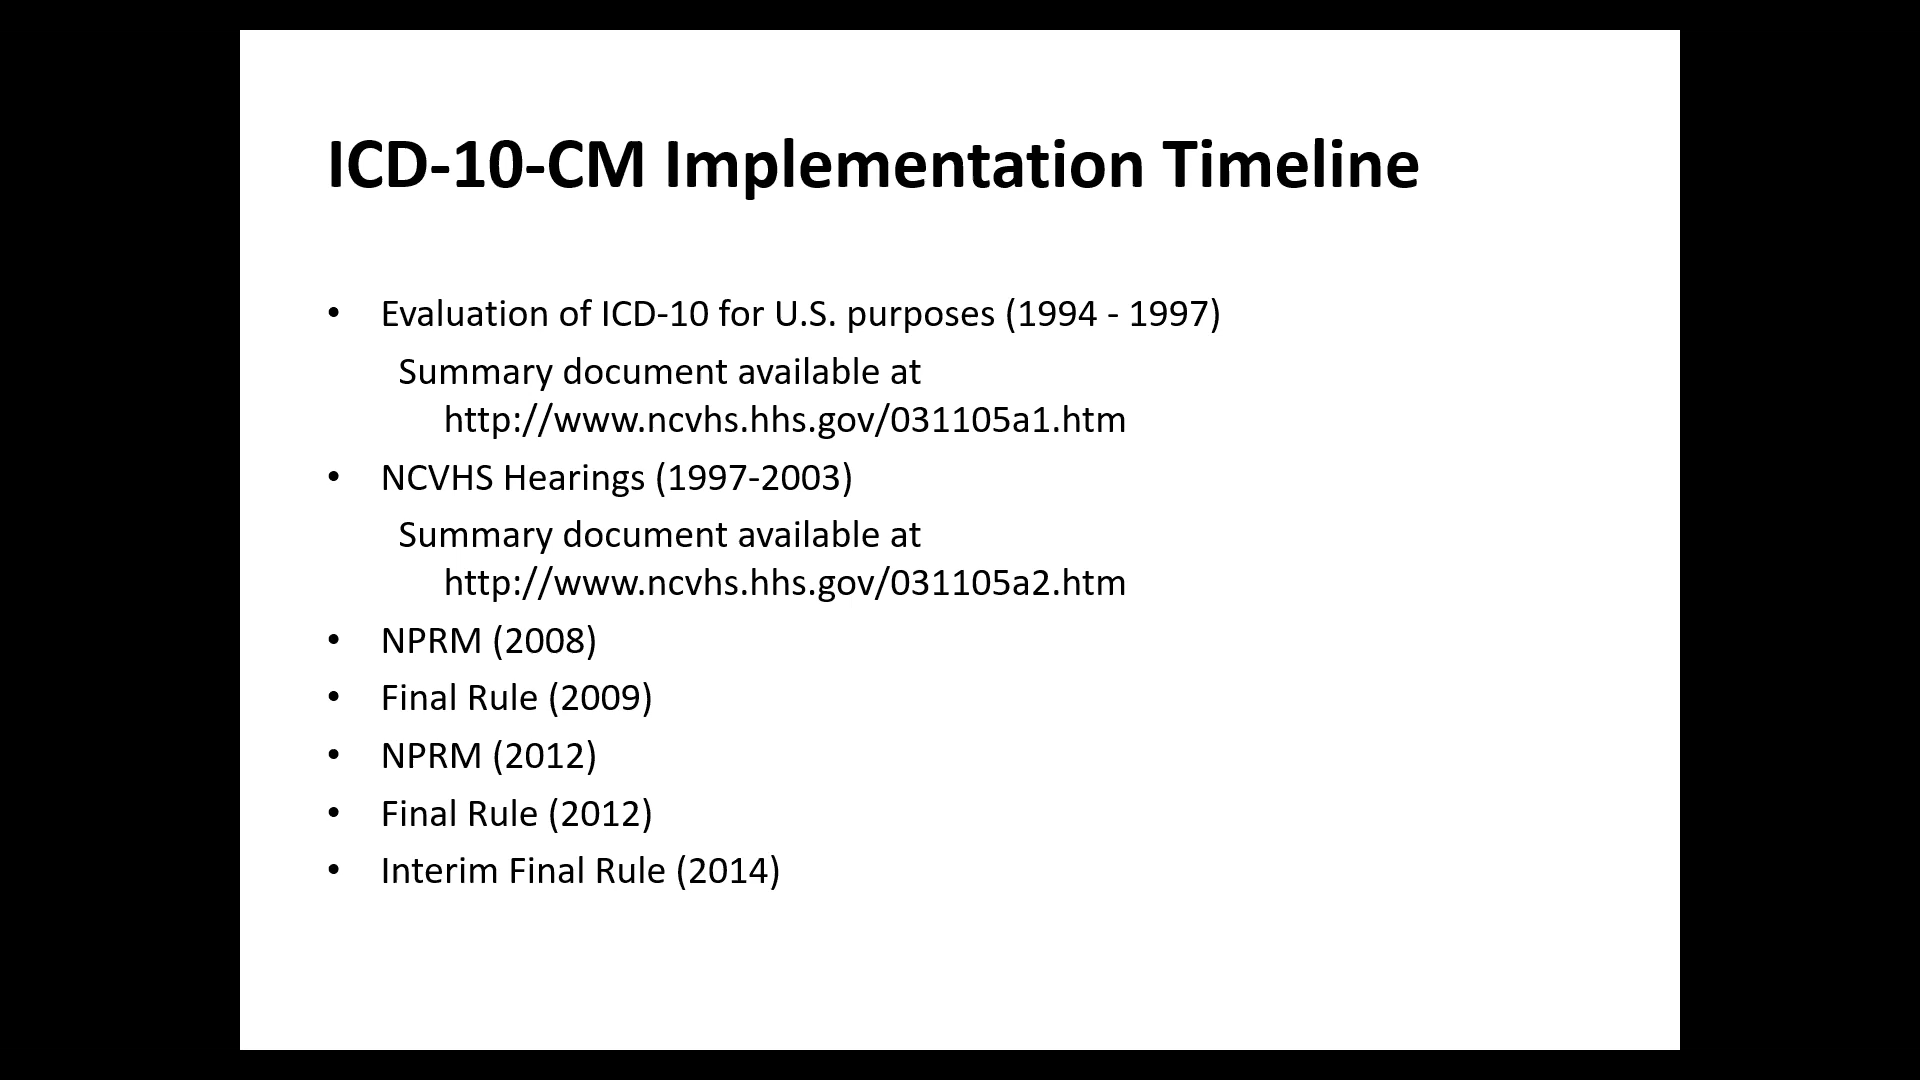 ICD-10-CM Implementation Timeline
• Evaluation of ICD-10 for U.S. purposes (1994 - 1997)
Summary document available at
http://www.ncvhs.hhs.gov/031105a1.htm
• NCVHS Hearings (1997-2003)
Summary document available at
http://www.ncvhs.hhs.gov/031105a2.htm
• NPRM (2008)
• Final Rule (2009)
• NPRM (2012)
• Final Rule (2012)
• Interim Final Rule (2014)